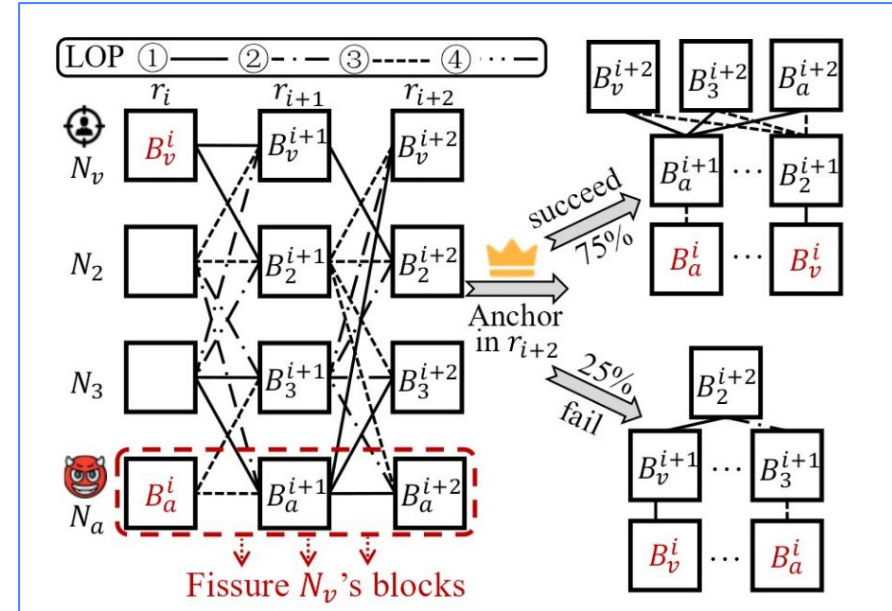 LOP ① ② ③ ④
r_i r_{i+1} r_{i+2}
N_v B_v^i B_v^{i+1} B_v^{i+2}
N_2 B_2^{i+1} B_2^{i+2}
N_3 B_3^{i+1} B_3^{i+2}
N_a B_a^i B_a^{i+1} B_a^{i+2}
Fissure N_v's blocks
Anchor
in r_{i+2}
succeed
75%
B_v^{i+2} B_3^{i+2} B_a^{i+2}
B_a^{i+1} ··· B_2^{i+1}
B_a^i ··· B_v^i
25%
fail
B_2^{i+2}
B_v^{i+1} ··· B_3^{i+1}
B_v^i ··· B_a^i